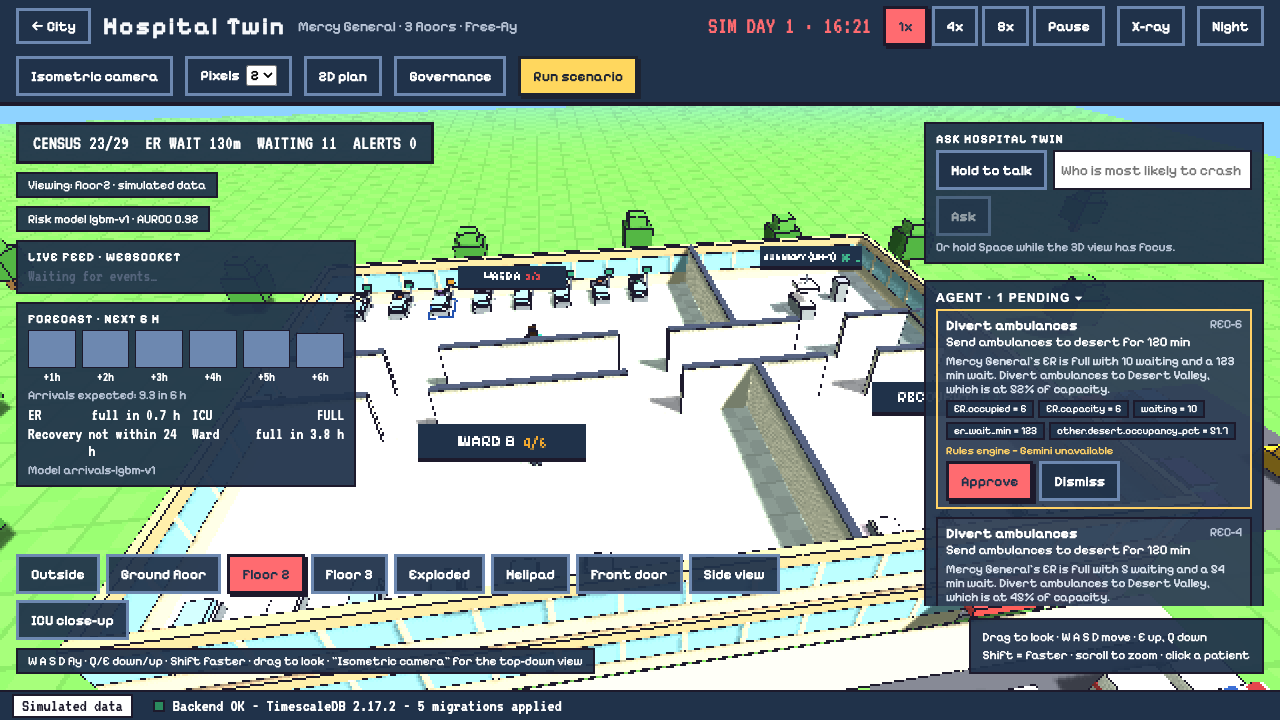 ← City
Hospital Twin
Mercy General · 3 floors · Free-fly
SIM DAY 1 · 16:21
1x
4x
8x
Pause
X-ray
Night
Isometric camera
Pixels 2
2D plan
Governance
Run scenario
CENSUS 23/29 ER WAIT 130m WAITING 11 ALERTS 0
Viewing: floor2 · simulated data
Risk model lgbm-v1 · AUROC 0.92
LIVE FEED · WEBSOCKET
Waiting for events…
FORECAST · NEXT 6 H
+1h +2h +3h +4h +5h +6h
Arrivals expected: 9.3 in 6 h
ER full in 0.7 h ICU FULL
Recovery not within 24 h Ward full in 3.8 h
Model arrivals-lgbm-v1
WARD B 4/6
ASK HOSPITAL TWIN
Hold to talk
Who is most likely to crash
Ask
Or hold Space while the 3D view has focus.
AGENT · 1 PENDING
Divert ambulances
REC-6
Send ambulances to desert for 120 min
Mercy General's ER is full with 10 waiting and a 123
min wait. Divert ambulances to Desert Valley,
which is at 52% of capacity.
ER.occupied = 6
ER.capacity = 6
waiting = 10
er.wait_min = 123
other.desert.occupancy_pct = 51.7
Rules engine - Gemini unavailable
Approve
Dismiss
Divert ambulances
REC-4
Send ambulances to desert for 120 min
Mercy General's ER is full with
min wait. Divert ambulances to Desert Valley,
of capacity.
Outside
Ground floor
Floor 2
Floor 3
Exploded
Helipad
Front door
Side view
ICU close-up
W A S D fly · Q/E down/up · Shift faster · drag to look · "Isometric camera" for the top-down view
Drag to look · W A S D move · E up, Q down
Shift = faster · scroll to zoom · click a patient
Simulated data
Backend OK - TimescaleDB 2.17.2 - 5 migrations applied